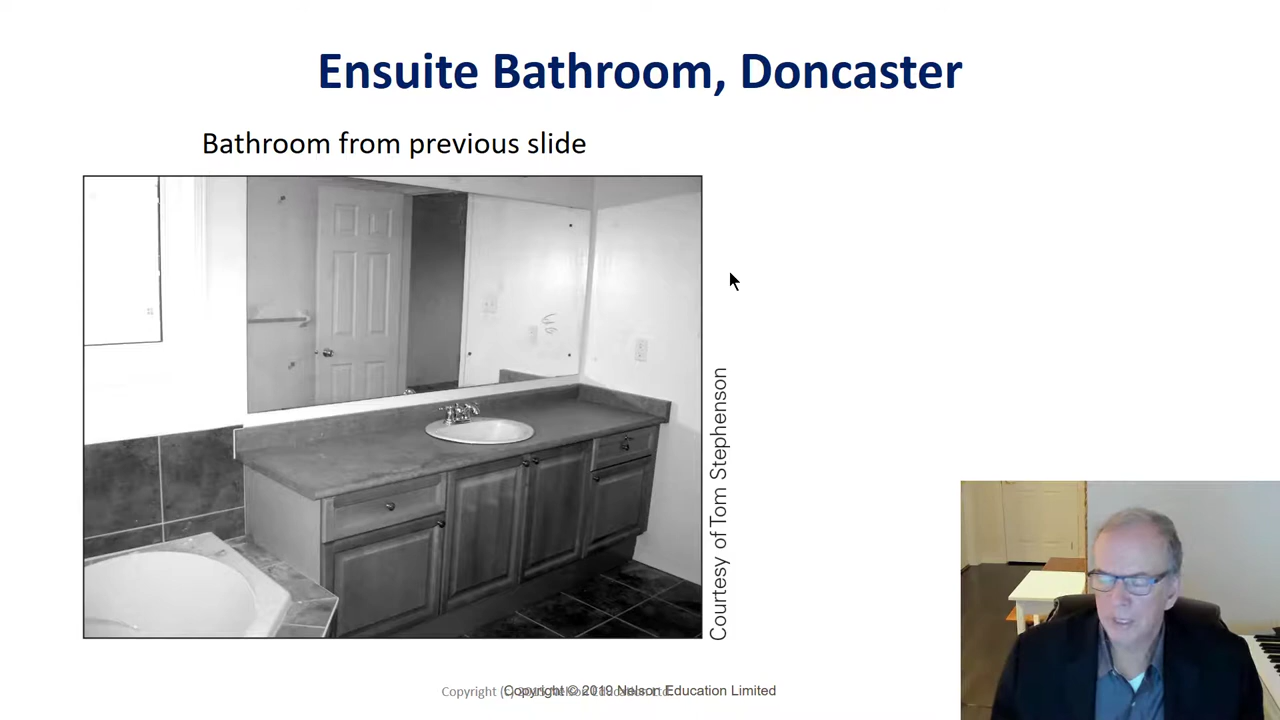 Ensuite Bathroom, Doncaster
Bathroom from previous slide
Courtesy of Tom Stephenson
Copyright © 2019 Nelson Education Limited